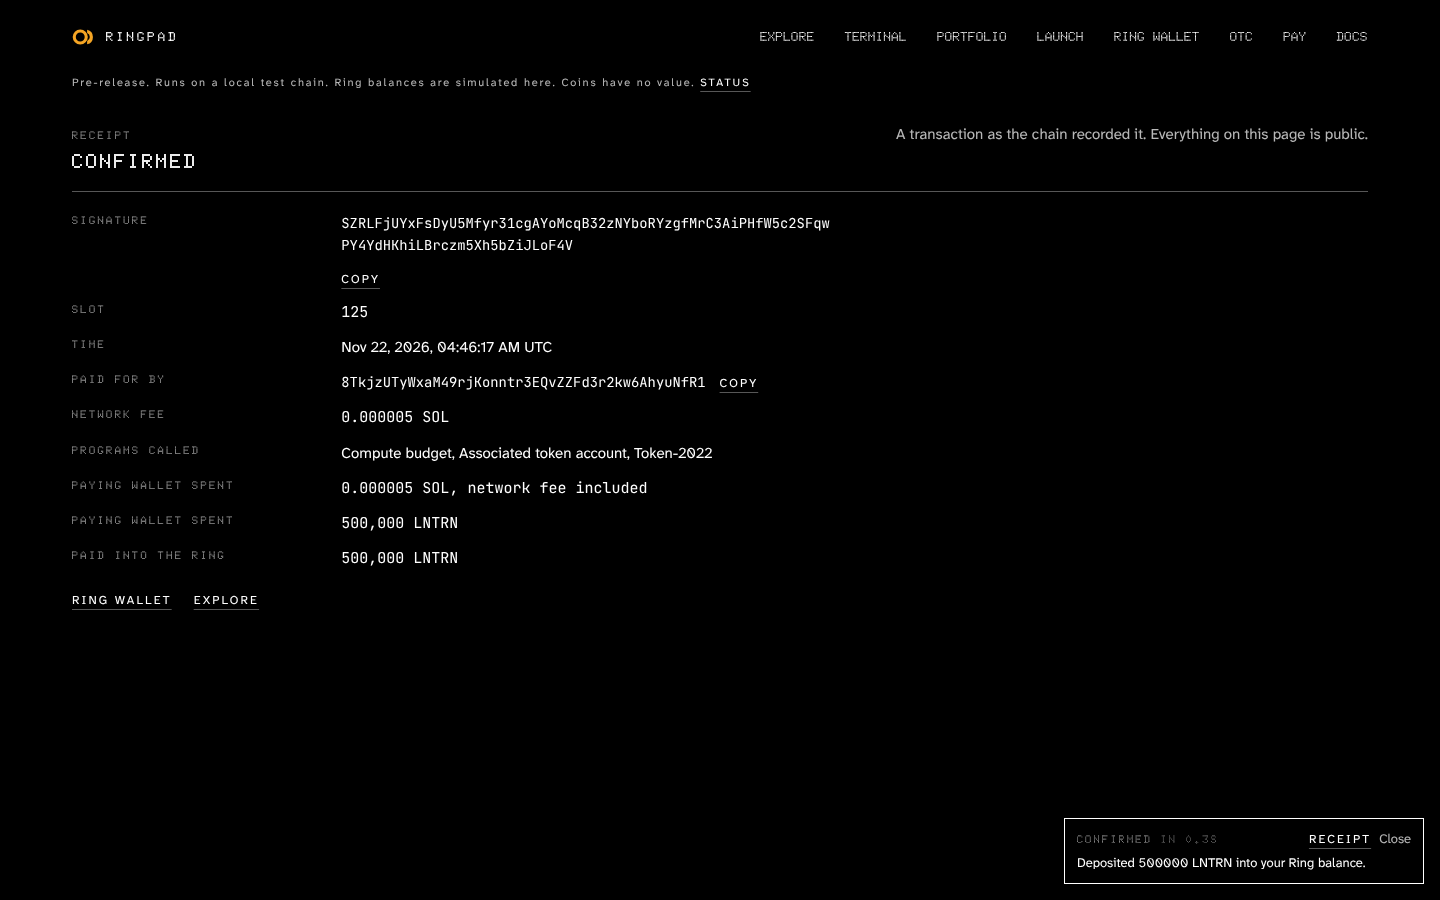 RINGPAD
EXPLORE TERMINAL PORTFOLIO LAUNCH RING WALLET OTC PAY DOCS
Pre-release. Runs on a local test chain. Ring balances are simulated here. Coins have no value. STATUS
RECEIPT
A transaction as the chain recorded it. Everything on this page is public.
CONFIRMED
SIGNATURE
SZRLFjUYxFsDyU5Mfyr31cgAYoMcqB32zNYboRYzgfMrC3AiPHfW5c2SFqw
PY4YdHKhiLBrczm5Xh5bZiJLoF4V
COPY
SLOT 125
TIME Nov 22, 2026, 04:46:17 AM UTC
PAID FOR BY 8TkjzUTyWxaM49rjKonntr3EQvZZFd3r2kw6AhyuNfR1 COPY
NETWORK FEE 0.000005 SOL
PROGRAMS CALLED Compute budget, Associated token account, Token-2022
PAYING WALLET SPENT 0.000005 SOL, network fee included
PAYING WALLET SPENT 500,000 LNTRN
PAID INTO THE RING 500,000 LNTRN
RING WALLET EXPLORE
CONFIRMED IN 0.3S RECEIPT Close
Deposited 500000 LNTRN into your Ring balance.